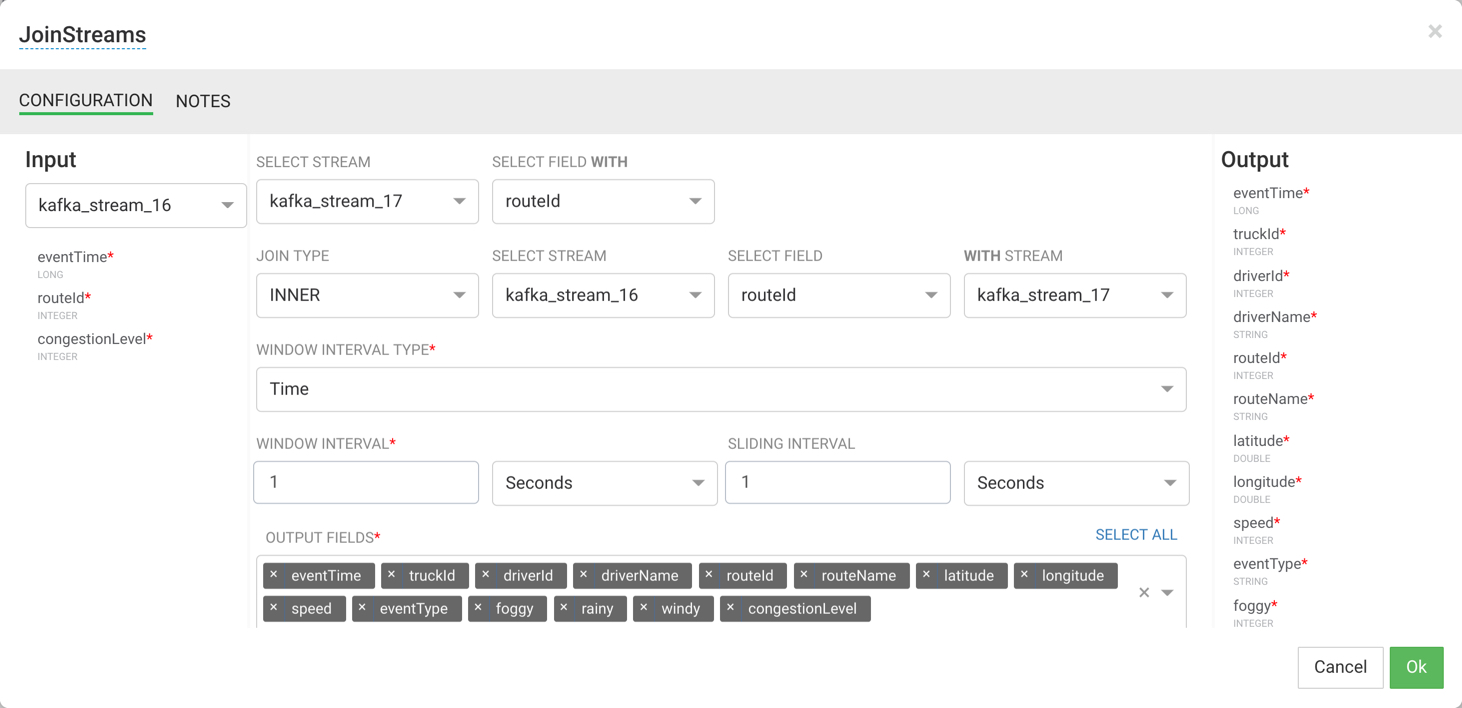 JoinStreams
×
CONFIGURATION NOTES
Input
kafka_stream_16
eventTime*
LONG
routeId*
INTEGER
congestionLevel*
INTEGER
SELECT STREAM SELECT FIELD WITH
kafka_stream_17 routeId
JOIN TYPE SELECT STREAM SELECT FIELD WITH STREAM
INNER kafka_stream_16 routeId kafka_stream_17
WINDOW INTERVAL TYPE*
Time
WINDOW INTERVAL* SLIDING INTERVAL
1 Seconds 1 Seconds
OUTPUT FIELDS* SELECT ALL
× eventTime × truckId × driverId × driverName × routeId × routeName × latitude × longitude
× speed × eventType × foggy × rainy × windy × congestionLevel
×
Output
eventTime*
LONG
truckId*
INTEGER
driverId*
INTEGER
driverName*
STRING
routeId*
INTEGER
routeName*
STRING
latitude*
DOUBLE
longitude*
DOUBLE
speed*
INTEGER
eventType*
STRING
foggy*
INTEGER
Cancel Ok